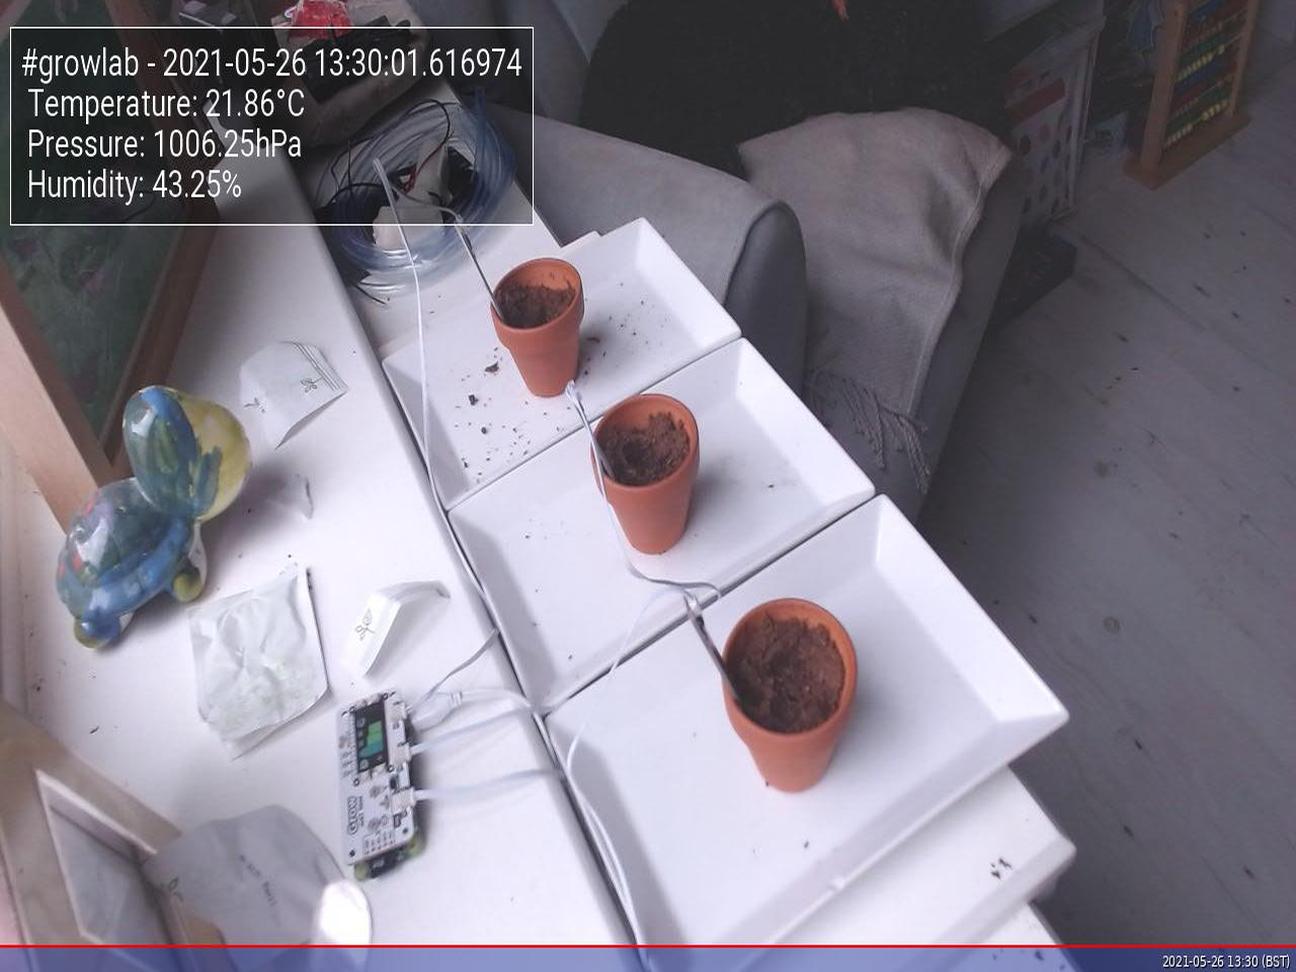 #growlab - 2021-05-26 13:30:01.616974
Temperature: 21.86°C
Pressure: 1006.25hPa
Humidity: 43.25%
Grow
2021-05-26 13:30 (BST)